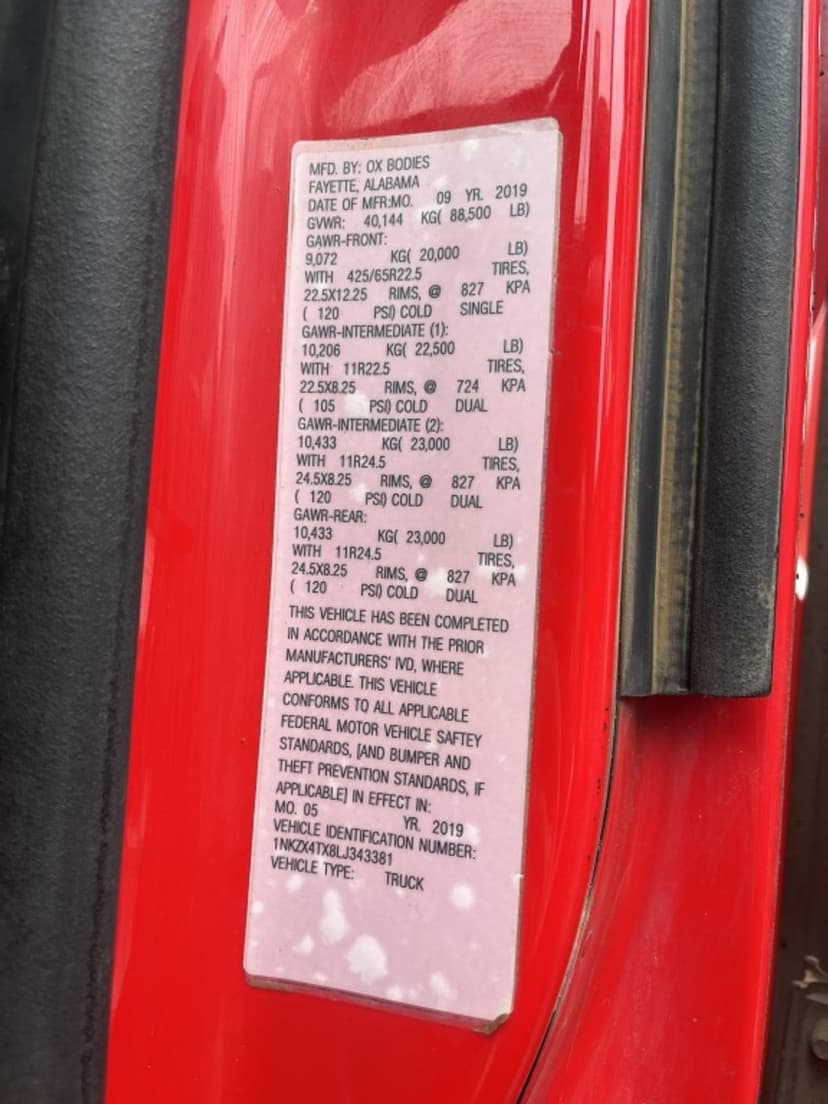 MFD. BY: OX BODIES
FAYETTE, ALABAMA
DATE OF MFR:MO. 09 YR. 2019
GVWR: 40,144 KG( 88,500 LB)
GAWR-FRONT:
9,072 KG( 20,000 LB)
WITH 425/65R22.5 TIRES,
22.5X12.25 RIMS, @ 827 KPA
( 120 PSI) COLD SINGLE
GAWR-INTERMEDIATE (1):
10,206 KG( 22,500 LB)
WITH 11R22.5 TIRES,
22.5X8.25 RIMS, @ 724 KPA
( 105 PSI) COLD DUAL
GAWR-INTERMEDIATE (2):
10,433 KG( 23,000 LB)
WITH 11R24.5 TIRES,
24.5X8.25 RIMS, @ 827 KPA
( 120 PSI) COLD DUAL
GAWR-REAR:
10,433 KG( 23,000 LB)
WITH 11R24.5 TIRES,
24.5X8.25 RIMS, @ 827 KPA
( 120 PSI) COLD DUAL
THIS VEHICLE HAS BEEN COMPLETED
IN ACCORDANCE WITH THE PRIOR
MANUFACTURERS' IVD, WHERE
APPLICABLE. THIS VEHICLE
CONFORMS TO ALL APPLICABLE
FEDERAL MOTOR VEHICLE SAFTEY
STANDARDS, [AND BUMPER AND
THEFT PREVENTION STANDARDS, IF
APPLICABLE] IN EFFECT IN:
MO. 05 YR. 2019
VEHICLE IDENTIFICATION NUMBER:
1NKZX4TX8LJ343381
VEHICLE TYPE: TRUCK